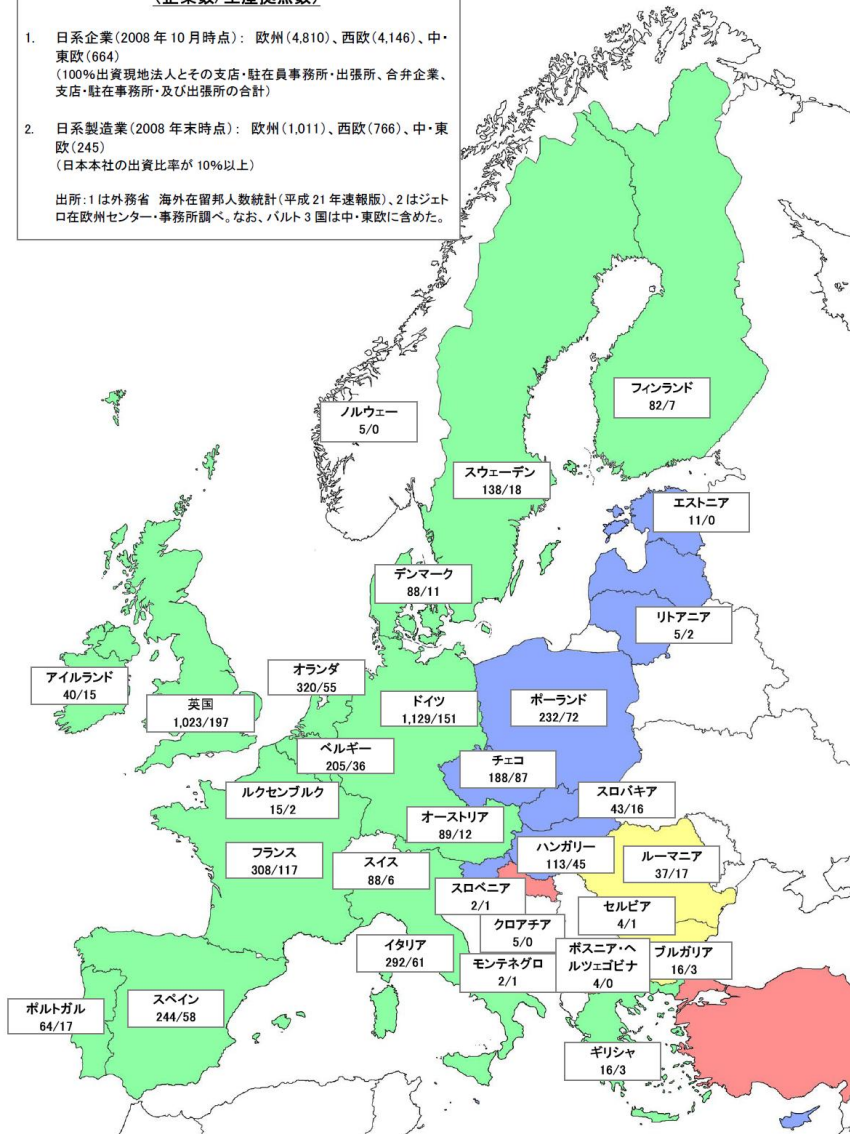 (企業数/生産拠点数)
1. 日系企業(2008 年 10 月時点): 欧州(4,810)、西欧(4,146)、中・
東欧(664)
(100%出資現地法人とその支店・駐在員事務所・出張所、合弁企業、
支店・駐在事務所・及び出張所の合計)
2. 日系製造業(2008 年末時点): 欧州(1,011)、西欧(766)、中・東
欧(245)
(日本本社の出資比率が 10%以上)
出所:1 は外務省 海外在留邦人数統計(平成 21 年速報版)、2 はジェト
ロ在欧州センター・事務所調べ。なお、バルト 3 国は中・東欧に含めた。
フィンランド
82/7
ノルウェー
5/0
スウェーデン
138/18
エストニア
11/0
デンマーク
88/11
リトアニア
5/2
アイルランド
40/15
英国
1,023/197
オランダ
320/55
ドイツ
1,129/151
ポーランド
232/72
ベルギー
205/36
チェコ
188/87
ルクセンブルク
15/2
スロバキア
43/16
オーストリア
89/12
フランス
308/117
スイス
88/6
ハンガリー
113/45
ルーマニア
37/17
スロベニア
2/1
セルビア
4/1
クロアチア
5/0
イタリア
292/61
モンテネグロ
2/1
ボスニア・ヘ
ルツェゴビナ
4/0
ブルガリア
16/3
ポルトガル
64/17
スペイン
244/58
ギリシャ
16/3